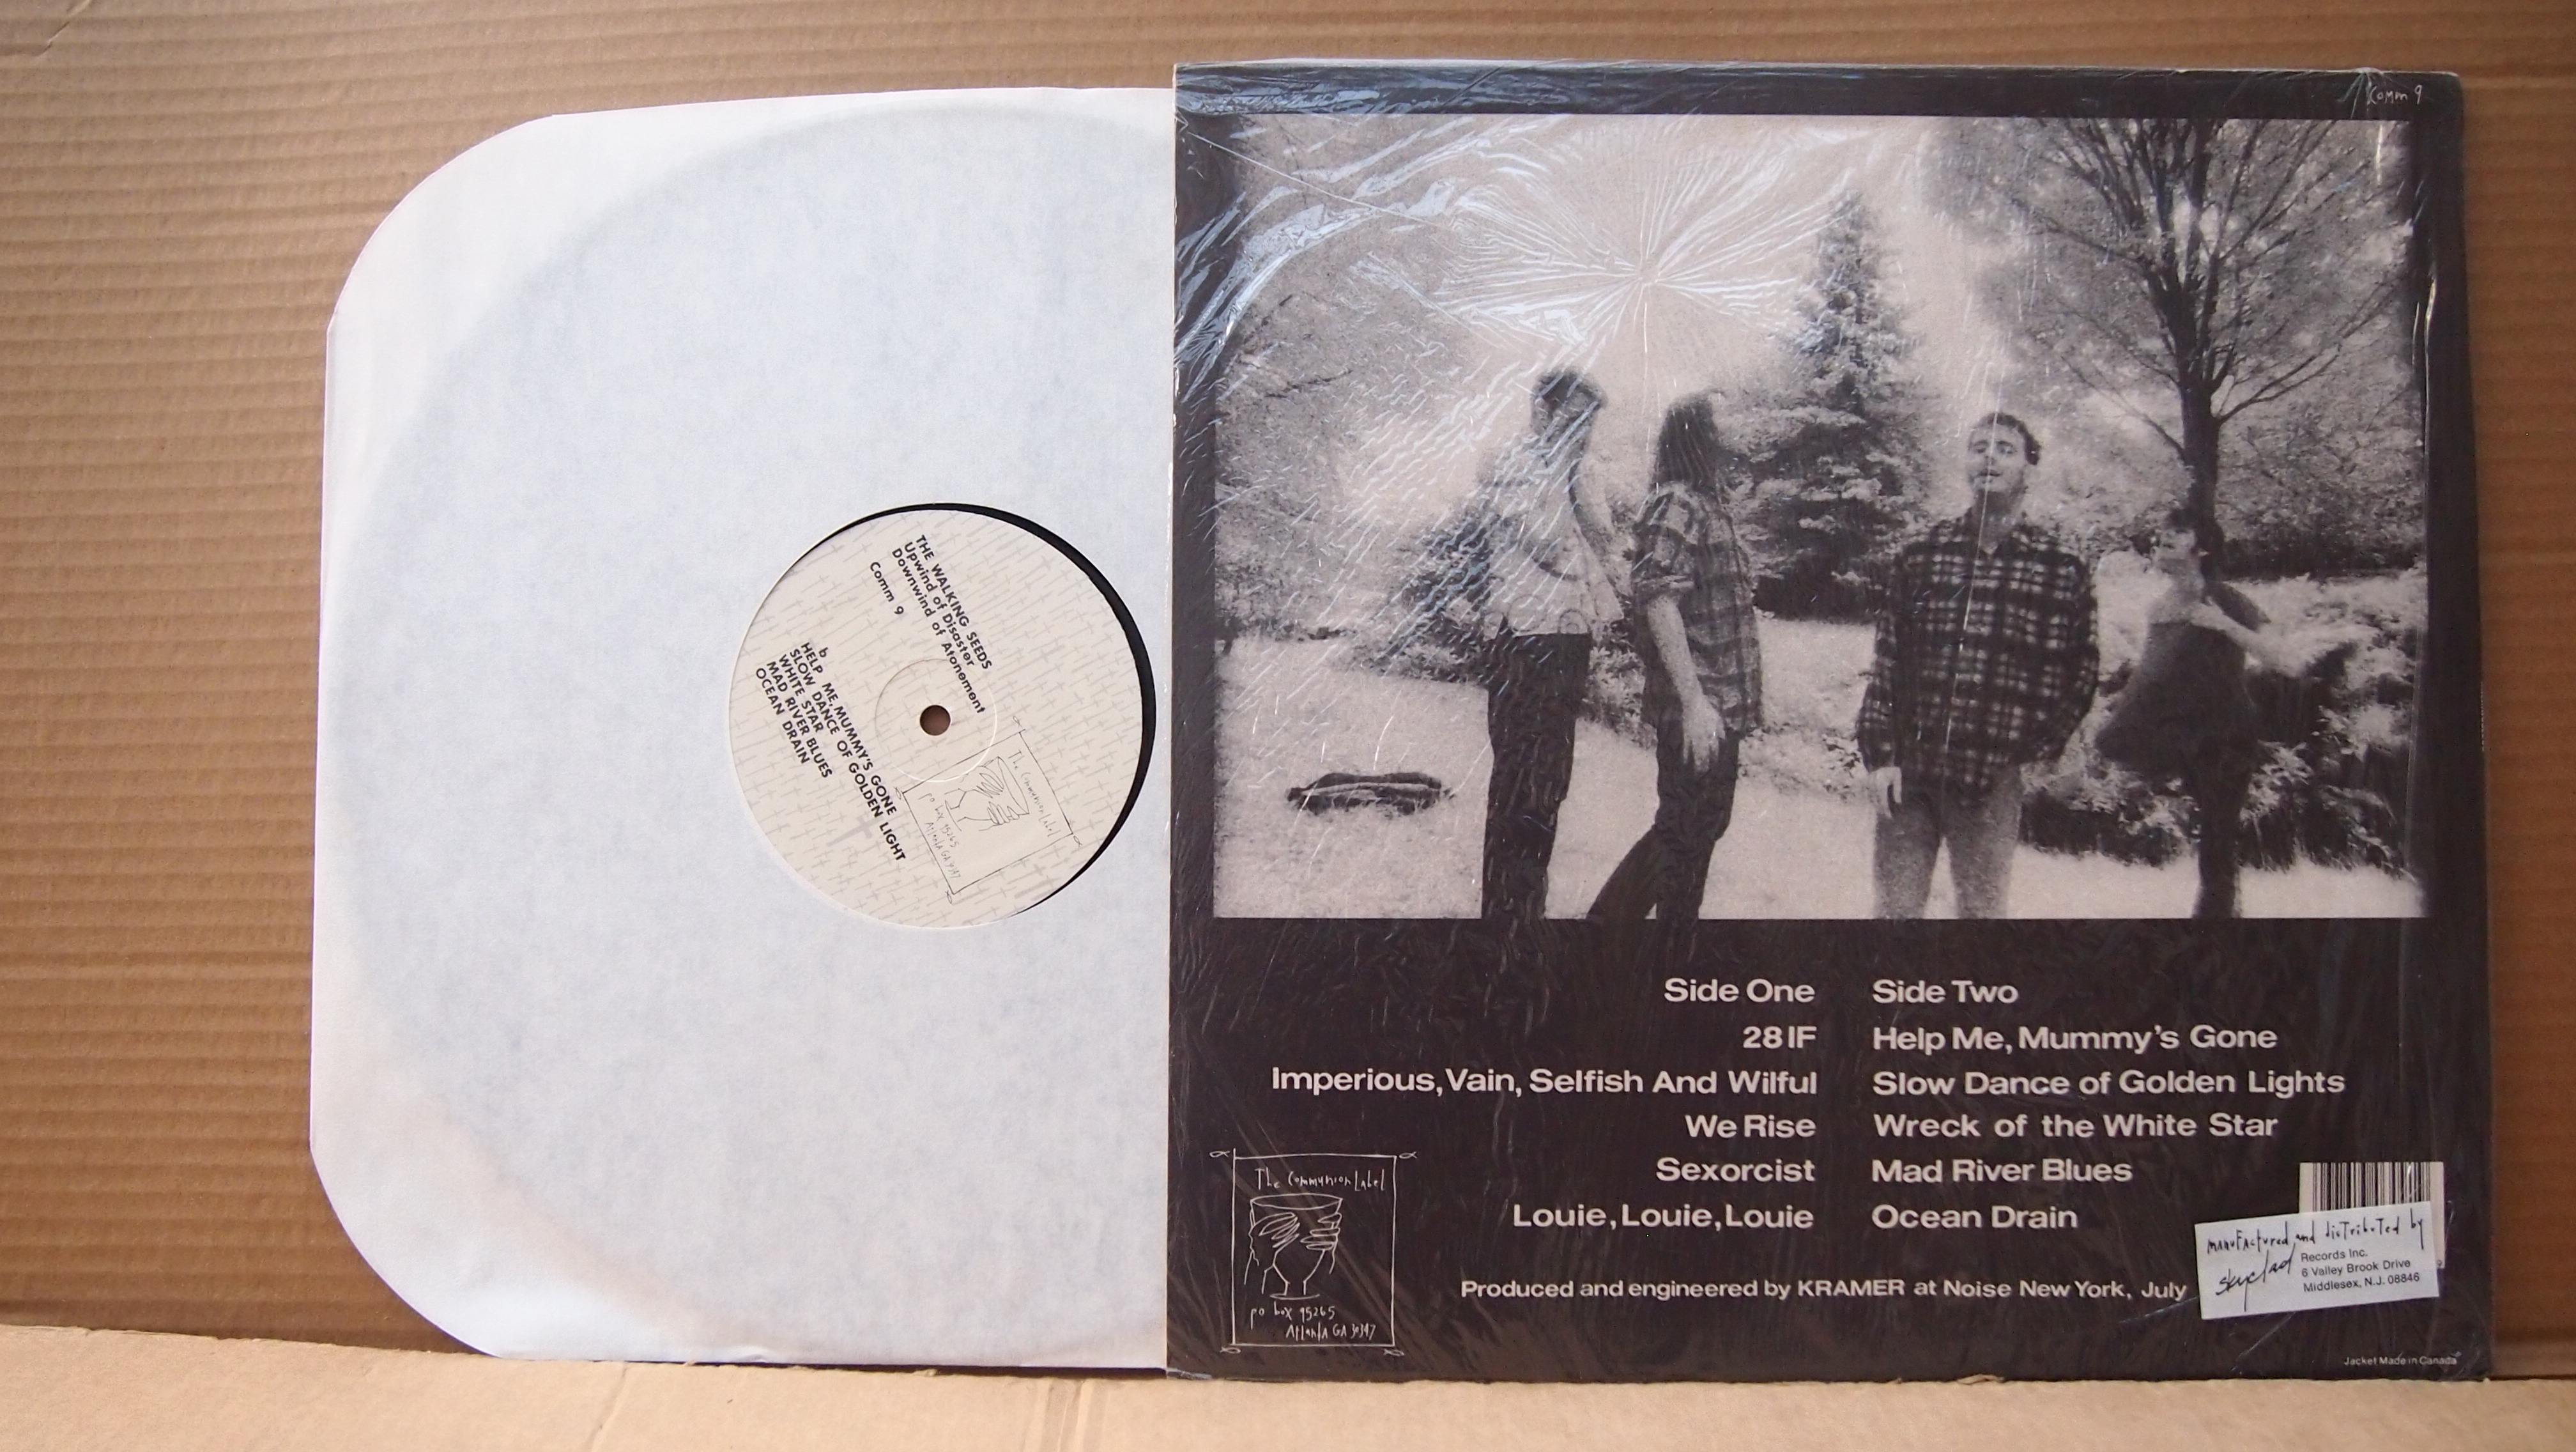 THE WALKING SEEDS
Upwind of Disaster
Downwind of Atonement
Comm 9
b
HELP ME, MUMMY'S GONE
SLOW DANCE OF GOLDEN LIGHT
WHITE STAR
MAD RIVER BLUES
OCEAN DRAIN
The Communion Label
po box 95265
Atlanta GA 30347
Comm 9
Side One
28 IF
Imperious, Vain, Selfish And Wilful
We Rise
Sexorcist
Louie, Louie, Louie
Side Two
Help Me, Mummy's Gone
Slow Dance of Golden Lights
Wreck of the White Star
Mad River Blues
Ocean Drain
The Communion Label
po box 95265
Atlanta GA 30347
Produced and engineered by KRAMER at Noise New York, July
manufactured and distributed by
skyclad Records Inc.
6 Valley Brook Drive
Middlesex, N.J. 08846
Jacket Made in Canada